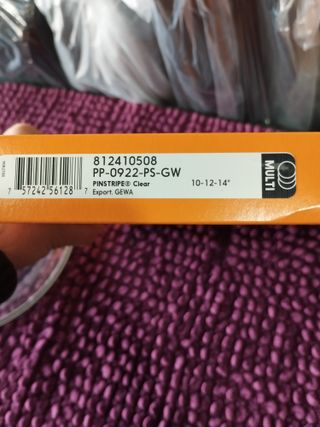 812410508
PP-0922-PS-GW
PINSTRIPE® Clear 10-12-14"
Export. GEWA
7 57242 56128 7
MULTI